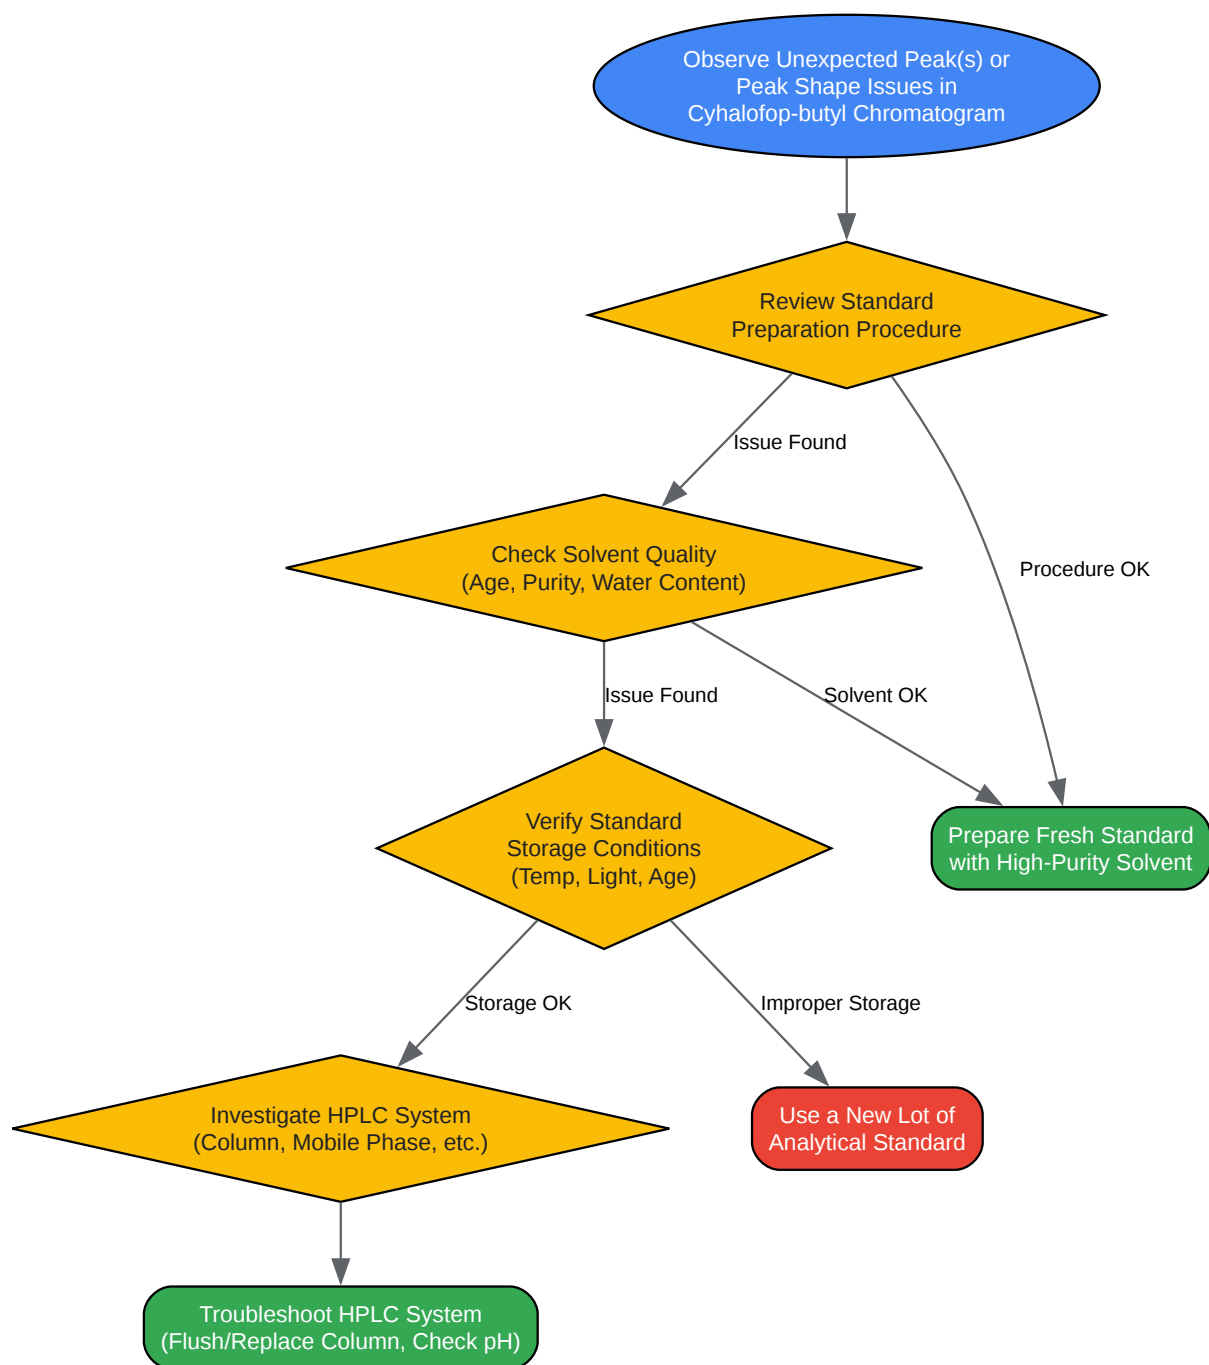 Observe Unexpected Peak(s) or
Peak Shape Issues in
Cyhalofop-butyl Chromatogram
Review Standard
Preparation Procedure
Issue Found
Procedure OK
Check Solvent Quality
(Age, Purity, Water Content)
Issue Found
Solvent OK
Verify Standard
Storage Conditions
(Temp, Light, Age)
Prepare Fresh Standard
with High-Purity Solvent
Storage OK
Improper Storage
Investigate HPLC System
(Column, Mobile Phase, etc.)
Use a New Lot of
Analytical Standard
Troubleshoot HPLC System
(Flush/Replace Column, Check pH)